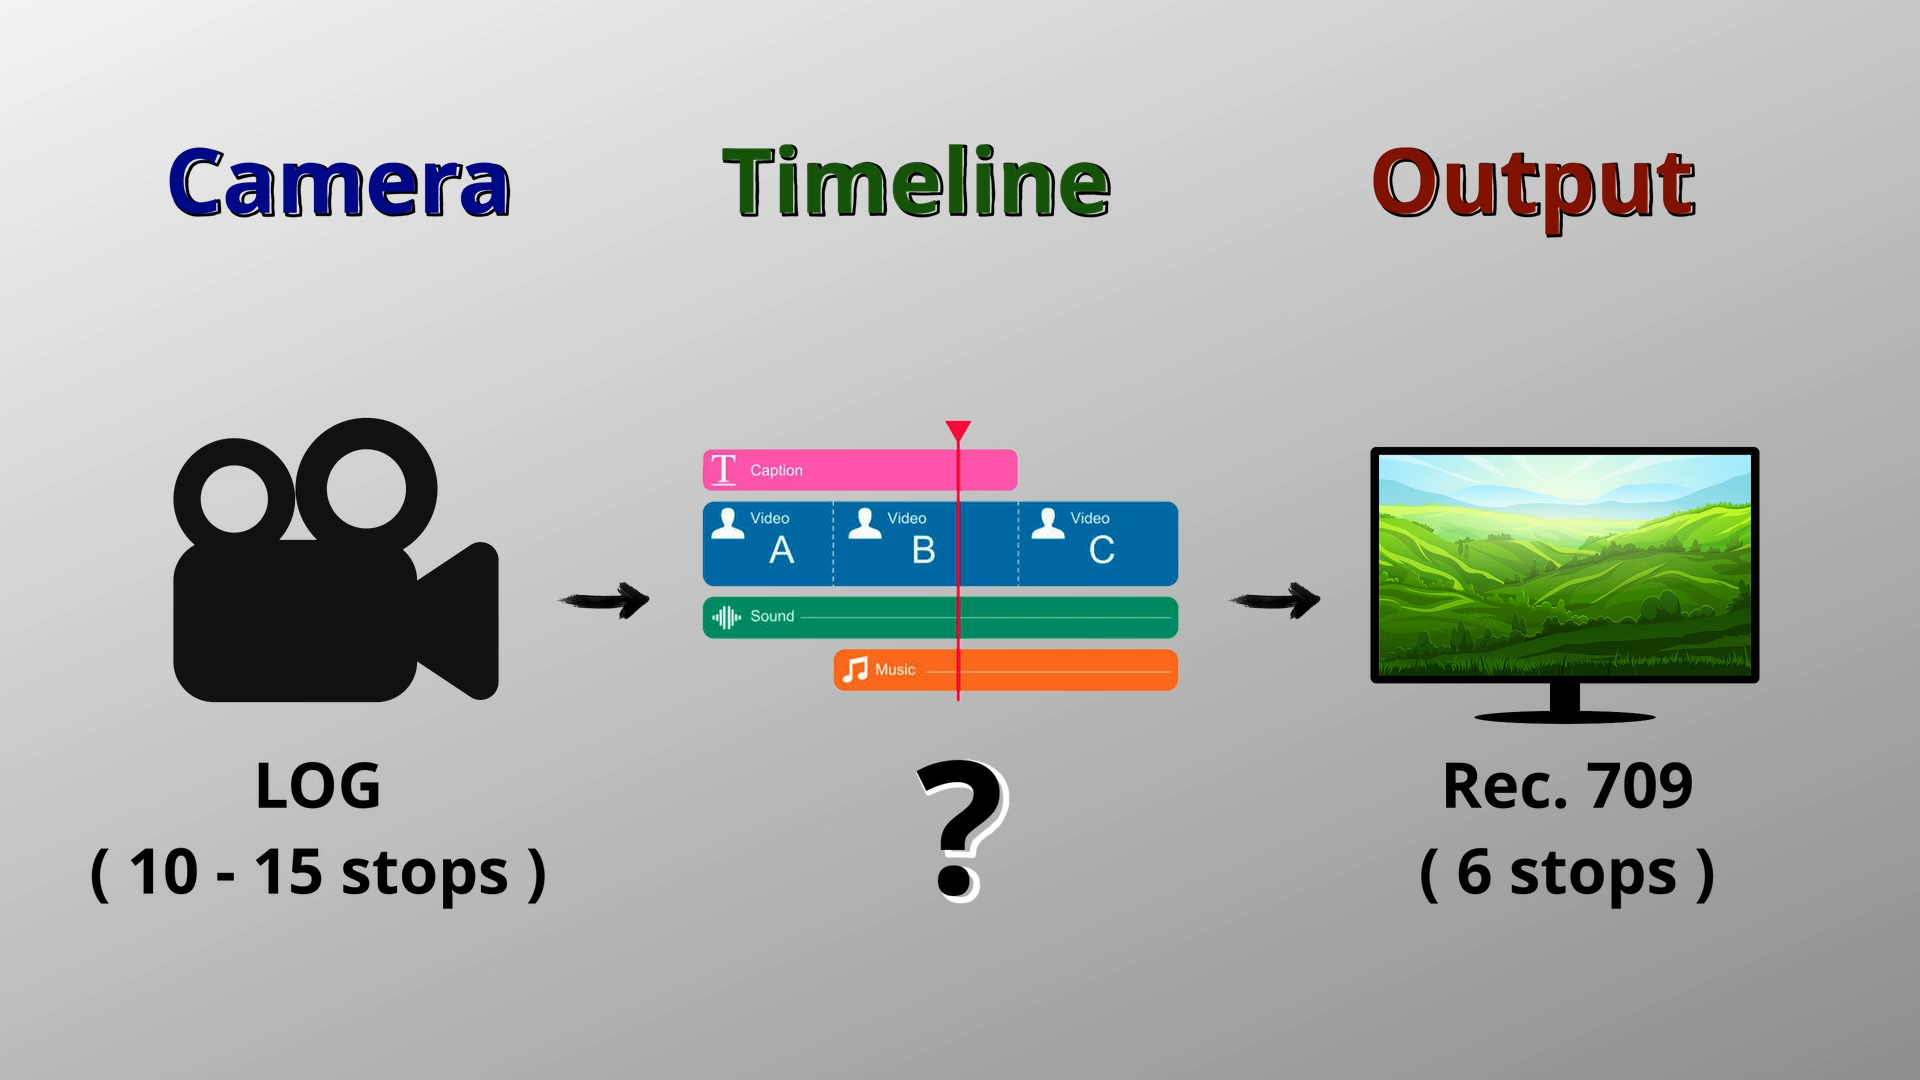 Camera
Timeline
Output
T Caption
Video
A
Video
B
Video
C
Sound
Music
LOG
( 10 - 15 stops )
?
Rec. 709
( 6 stops )